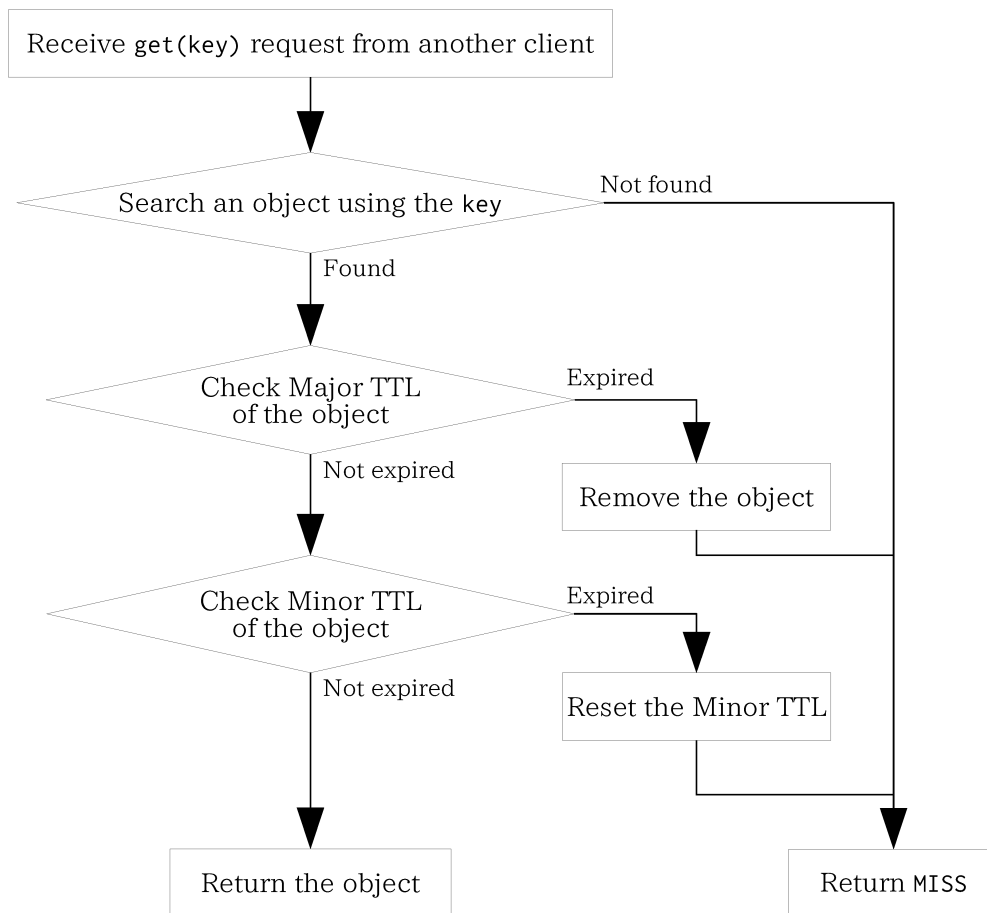 Receive get(key) request from another client
Search an object using the key
Not found
Found
Check Major TTL
of the object
Expired
Not expired
Remove the object
Check Minor TTL
of the object
Expired
Not expired
Reset the Minor TTL
Return the object
Return MISS